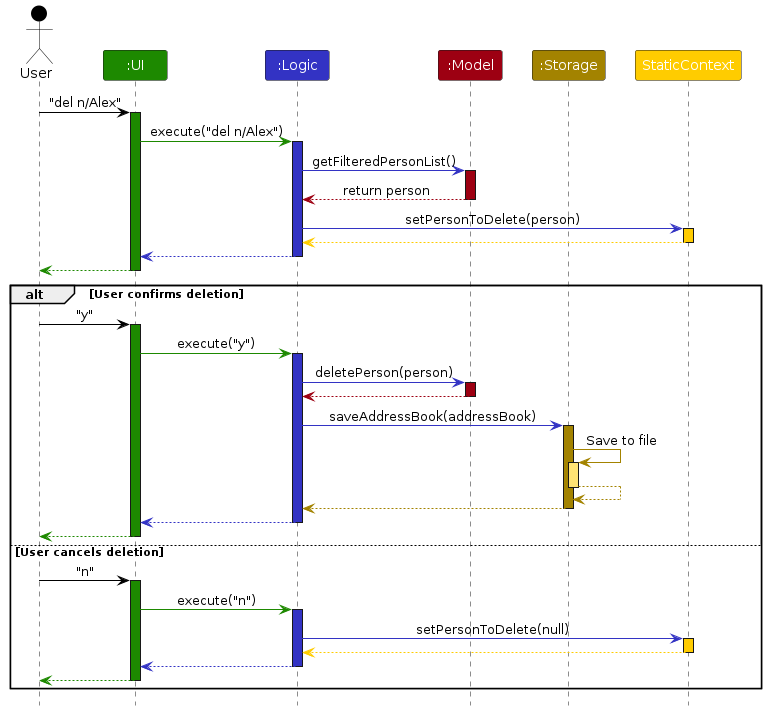 User
:UI
:Logic
:Model
:Storage
StaticContext
"del n/Alex"
execute("del n/Alex")
getFilteredPersonList()
return person
setPersonToDelete(person)
alt
[User confirms deletion]
"y"
execute("y")
deletePerson(person)
saveAddressBook(addressBook)
Save to file
[User cancels deletion]
"n"
execute("n")
setPersonToDelete(null)